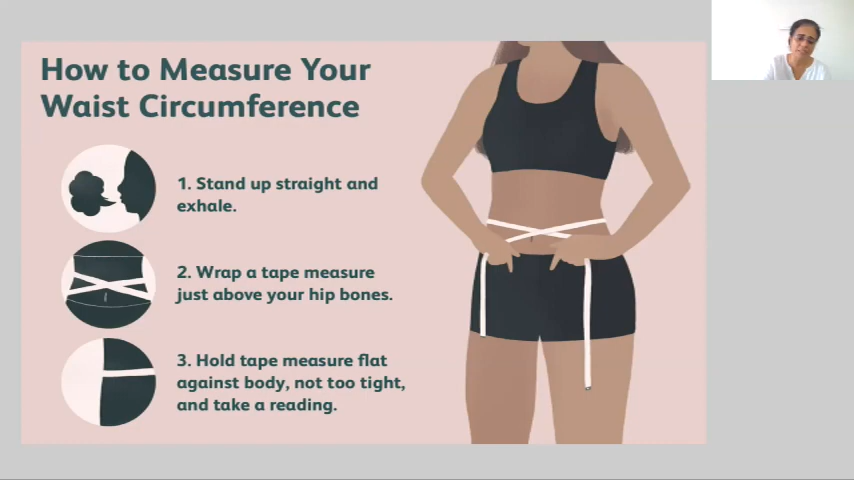 How to Measure Your
Waist Circumference
1. Stand up straight and
exhale.
2. Wrap a tape measure
just above your hip bones.
3. Hold tape measure flat
against body, not too tight,
and take a reading.